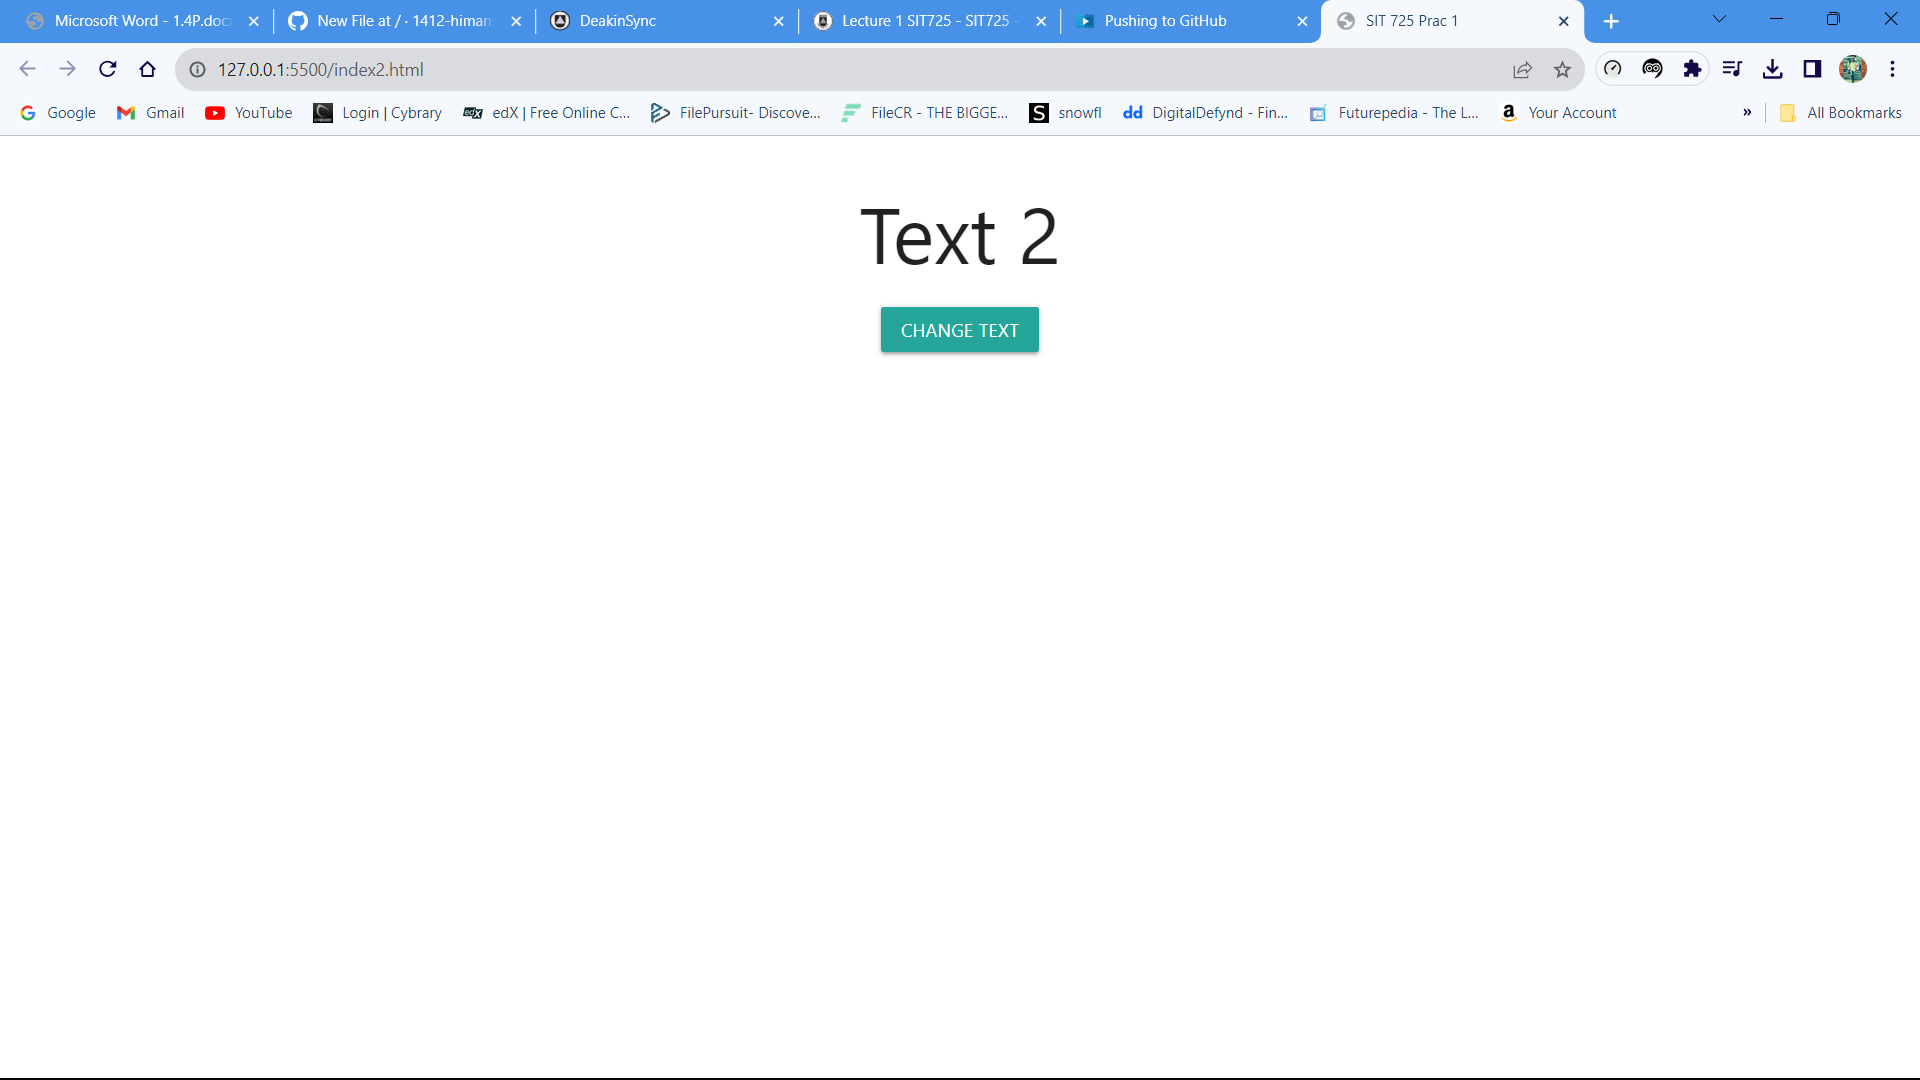 Microsoft Word - 1.4P.doc
New File at / · 1412-himan
DeakinSync
Lecture 1 SIT725 - SIT725 -
Pushing to GitHub
SIT 725 Prac 1
127.0.0.1:5500/index2.html
Google
Gmail
YouTube
Login | Cybrary
edX | Free Online C...
FilePursuit- Discove...
FileCR - THE BIGGE...
snowfl
DigitalDefynd - Fin...
Futurepedia - The L...
Your Account
»
All Bookmarks
Text 2
CHANGE TEXT